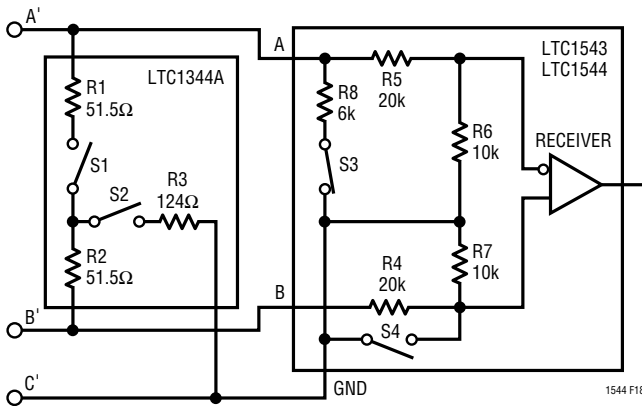 A'
A
LTC1344A
LTC1543
LTC1544
R1
51.5Ω
R8
6k
R5
20k
R6
10k
RECEIVER
S1
S2
R3
124Ω
S3
R2
51.5Ω
R7
10k
B'
B
R4
20k
S4
C'
GND
1544 F18